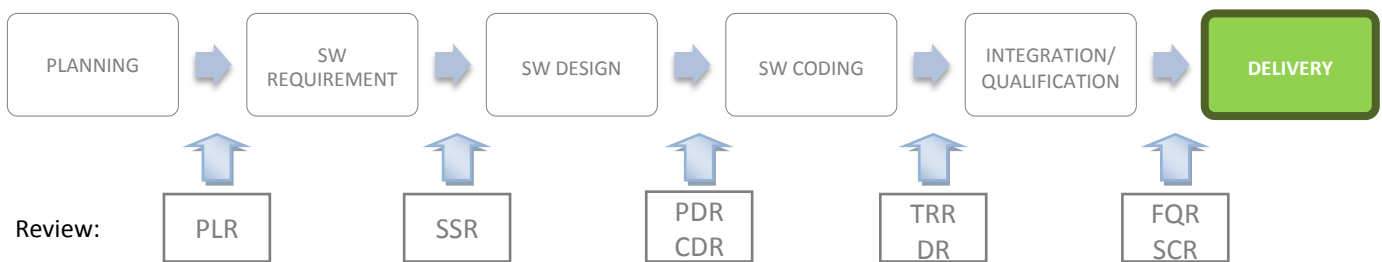 PLANNING
SW
REQUIREMENT
SW DESIGN
SW CODING
INTEGRATION/
QUALIFICATION
DELIVERY
Review:
PLR
SSR
PDR
CDR
TRR
DR
FQR
SCR